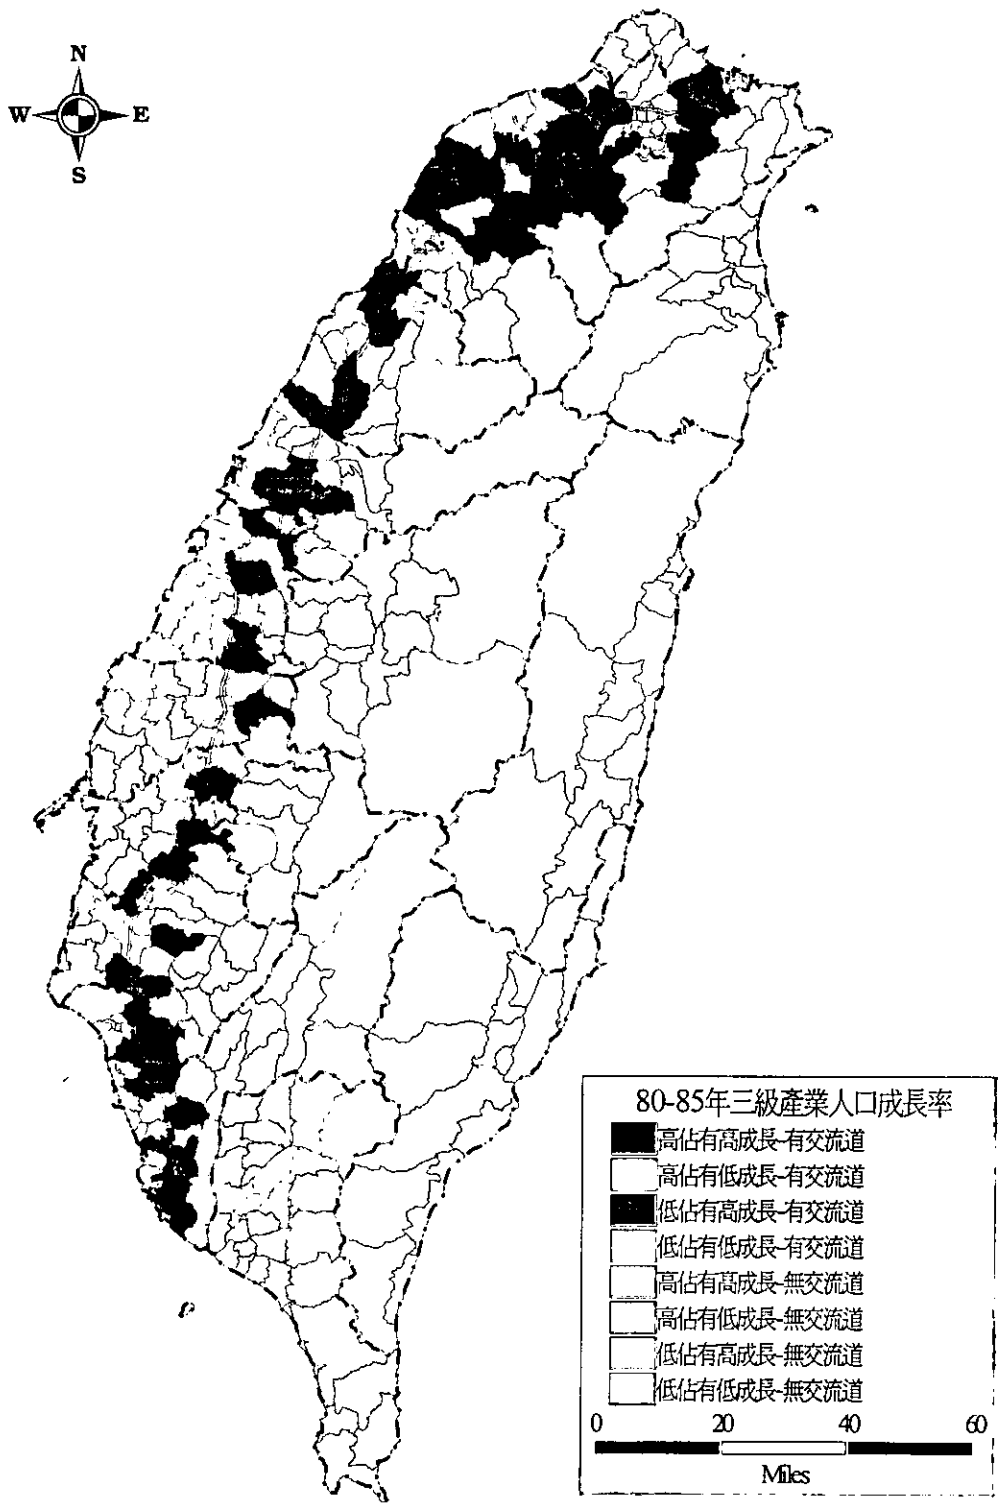 N
W E
S
80-85年三級產業人口成長率
高佔有高成長-有交流道
高佔有低成長-有交流道
低佔有高成長-有交流道
低佔有低成長-有交流道
高佔有高成長-無交流道
高佔有低成長-無交流道
低佔有高成長-無交流道
低佔有低成長-無交流道
0 20 40 60
Miles